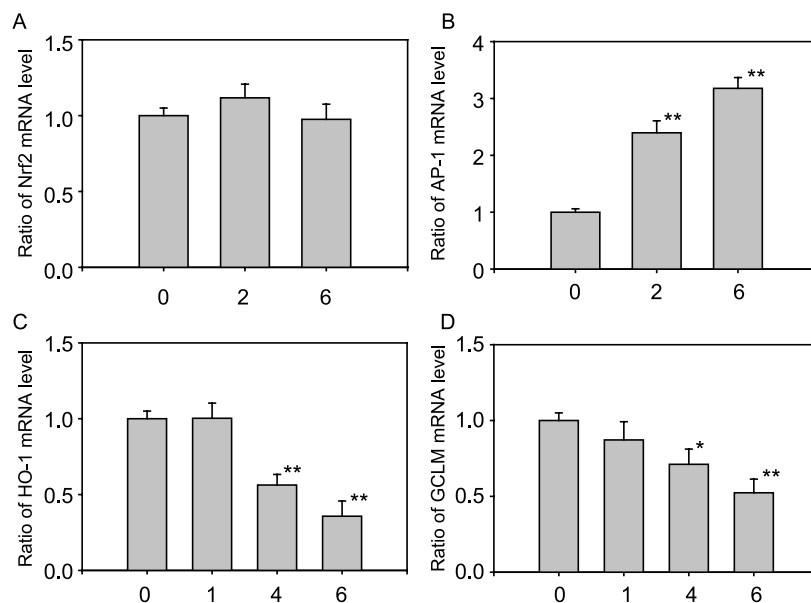 A
Ratio of Nrf2 mRNA level
1.5
1.0
0.5
0.0
0 2 6
B
Ratio of AP-1 mRNA level
4
3
2
1
0
**
**
0 2 6
C
Ratio of HO-1 mRNA level
1.5
1.0
0.5
0.0
**
**
0 1 4 6
D
Ratio of GCLM mRNA level
1.5
1.0
0.5
0.0
*
**
0 1 4 6